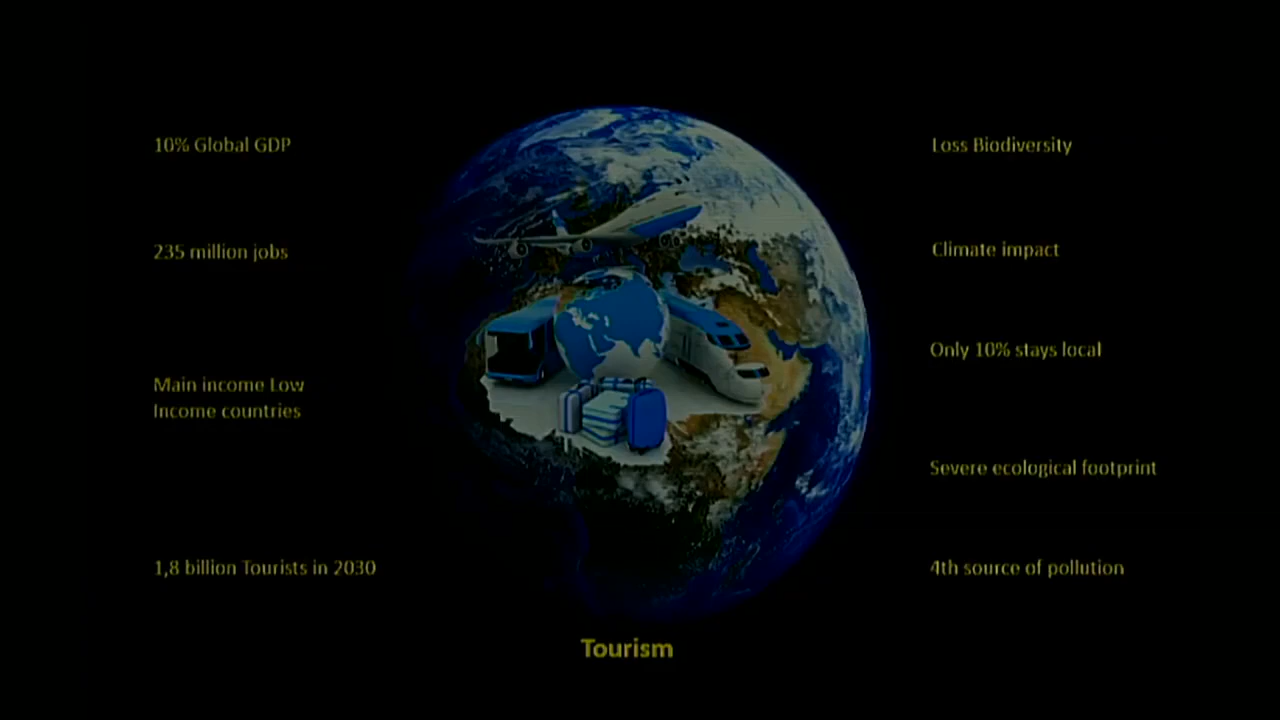 10% Global GDP
235 million jobs
Main income Low
Income countries
1,8 billion Tourists in 2030
Loss Biodiversity
Climate impact
Only 10% stays local
Severe ecological footprint
4th source of pollution
Tourism